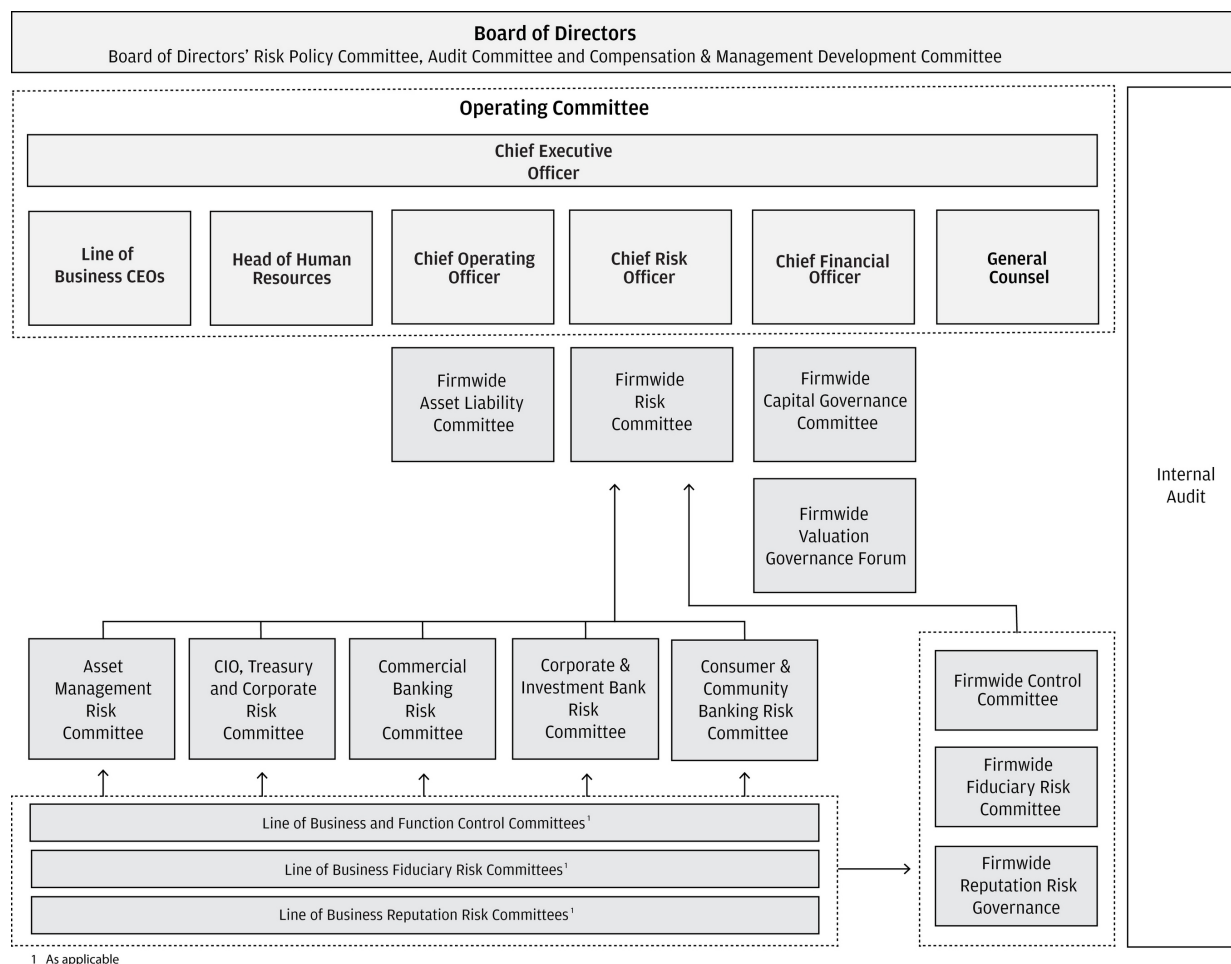 Board of Directors
Board of Directors' Risk Policy Committee, Audit Committee and Compensation & Management Development Committee
Operating Committee
Chief Executive
Officer
Line of
Business CEOs
Head of Human
Resources
Chief Operating
Officer
Chief Risk
Officer
Chief Financial
Officer
General
Counsel
Firmwide
Asset Liability
Committee
Firmwide
Risk
Committee
Firmwide
Capital Governance
Committee
Internal
Audit
Firmwide
Valuation
Governance Forum
Asset
Management
Risk
Committee
CIO, Treasury
and Corporate
Risk
Committee
Commercial
Banking
Risk
Committee
Corporate &
Investment Bank
Risk
Committee
Consumer &
Community
Banking Risk
Committee
Firmwide Control
Committee
Firmwide
Fiduciary Risk
Committee
Firmwide
Reputation Risk
Governance
Line of Business and Function Control Committees¹
Line of Business Fiduciary Risk Committees¹
Line of Business Reputation Risk Committees¹
1 As applicable